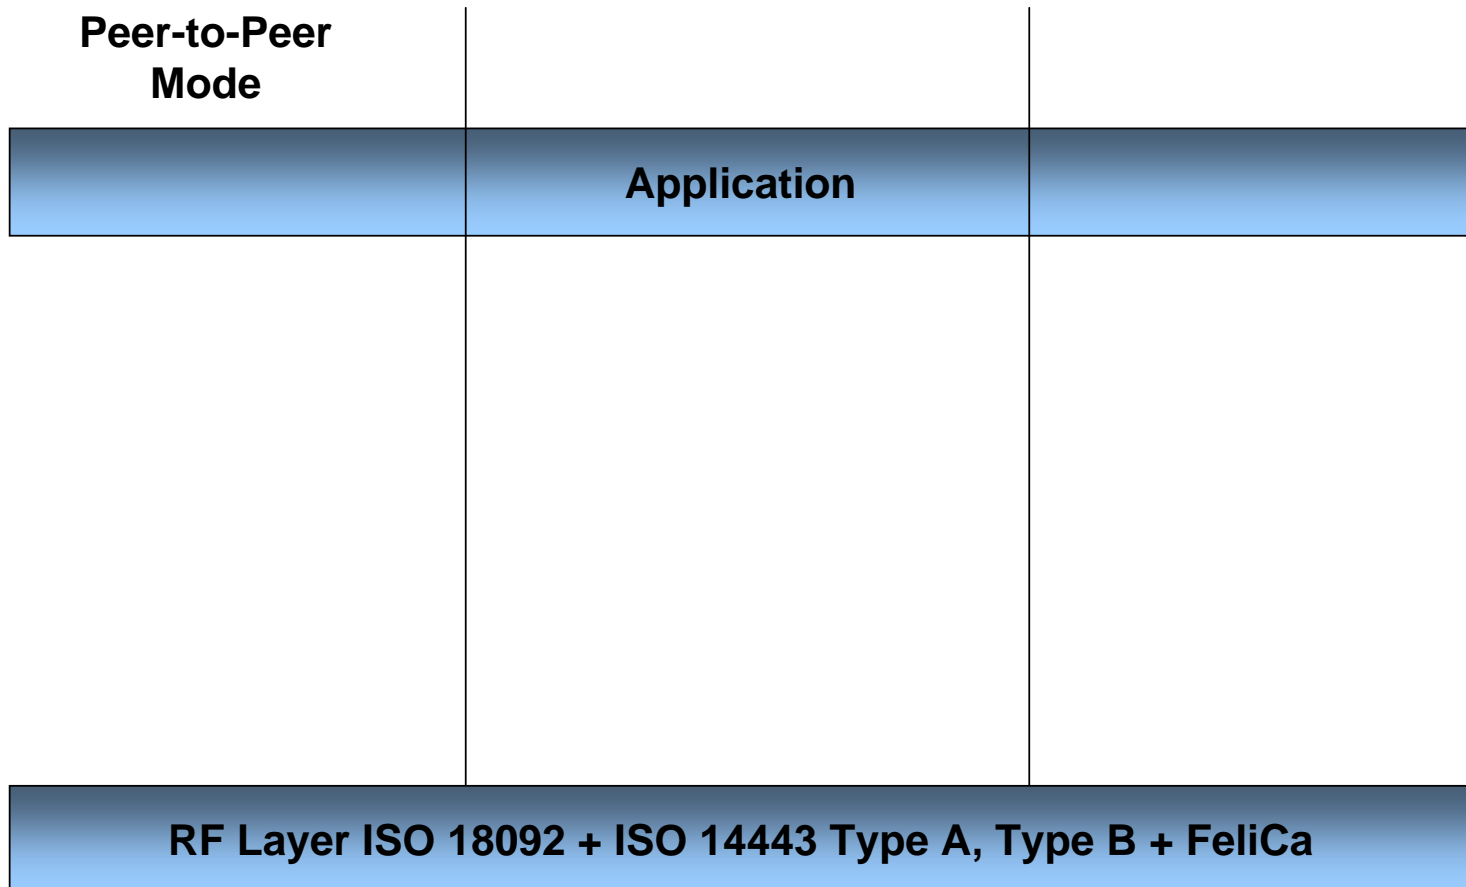 Peer-to-Peer
Mode
Application
RF Layer ISO 18092 + ISO 14443 Type A, Type B + FeliCa